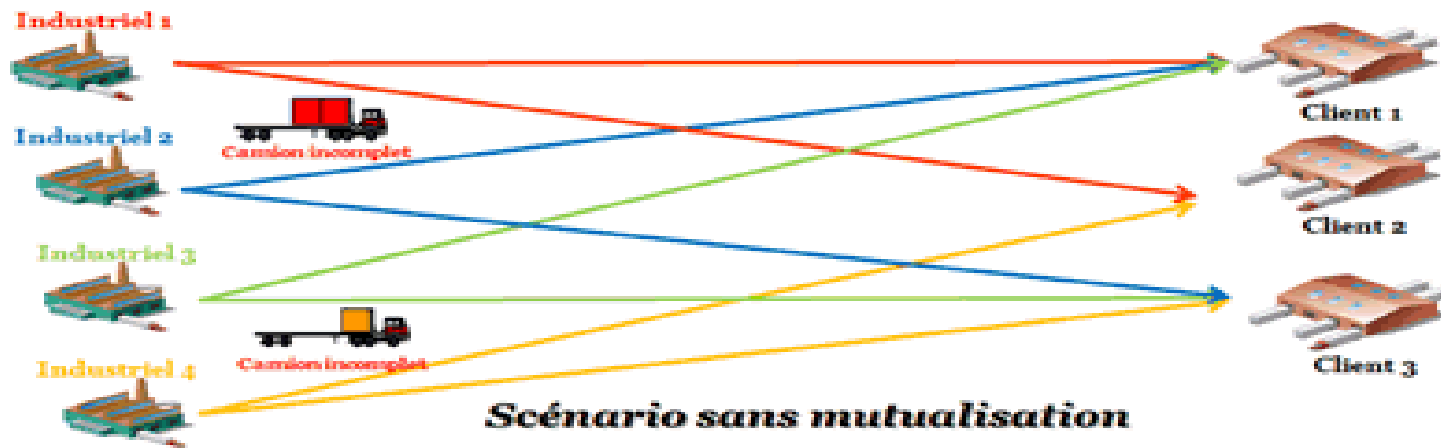 Industriel 1
Client 1
Industriel 2
Camion incomplet
Client 2
Industriel 3
Camion incomplet
Client 3
Industriel 4
Scénario sans mutualisation